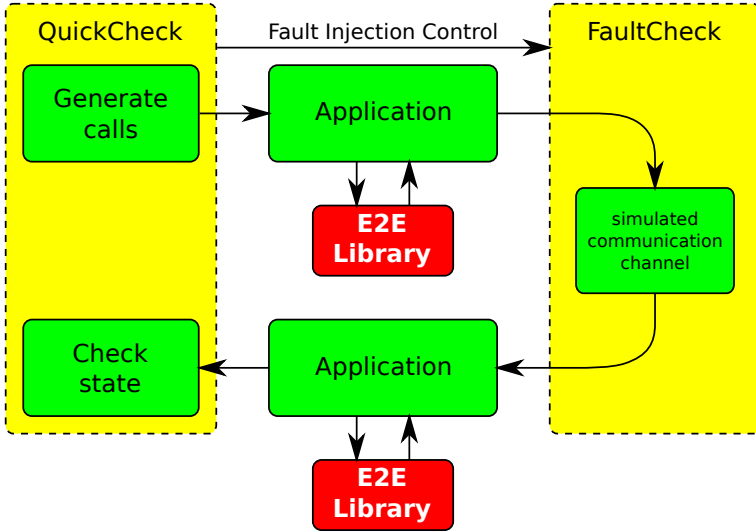 QuickCheck
Fault Injection Control
FaultCheck
Generate
calls
Application
E2E
Library
simulated
communication
channel
Check
state
Application
E2E
Library